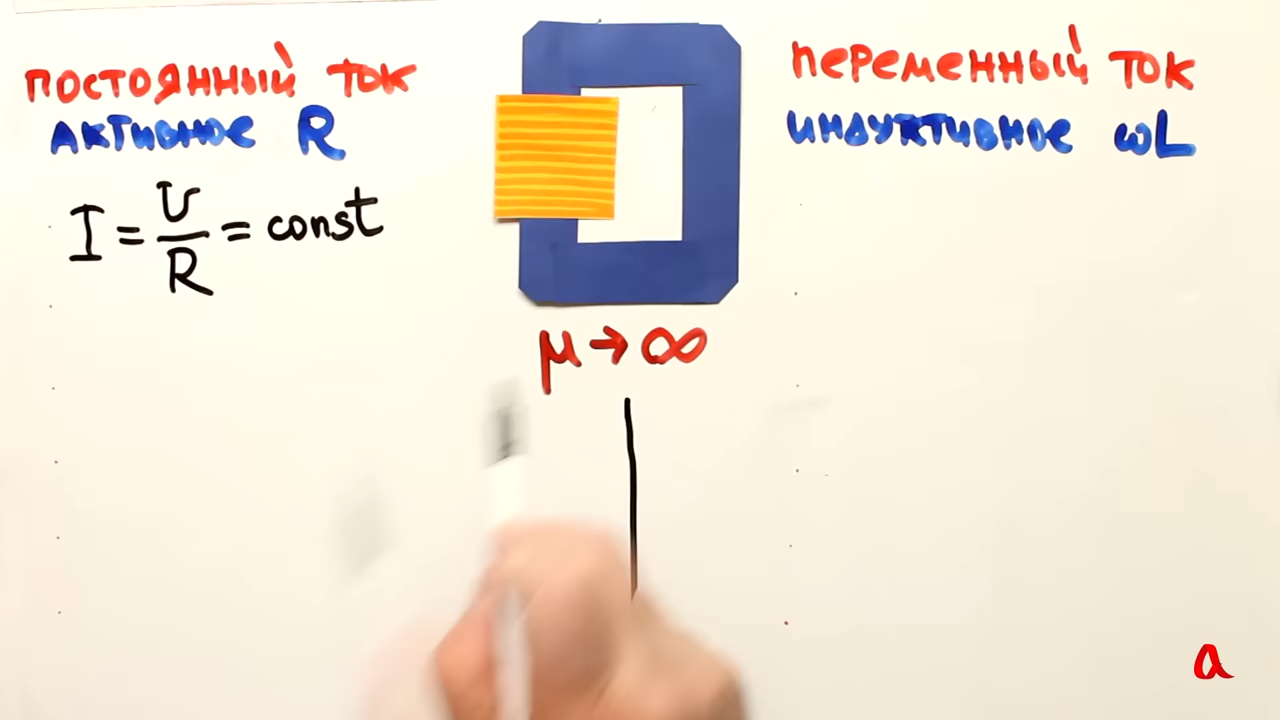 постоянный ток
активное R
I = U/R = const
μ → ∞
переменный ток
индуктивное ωL
a